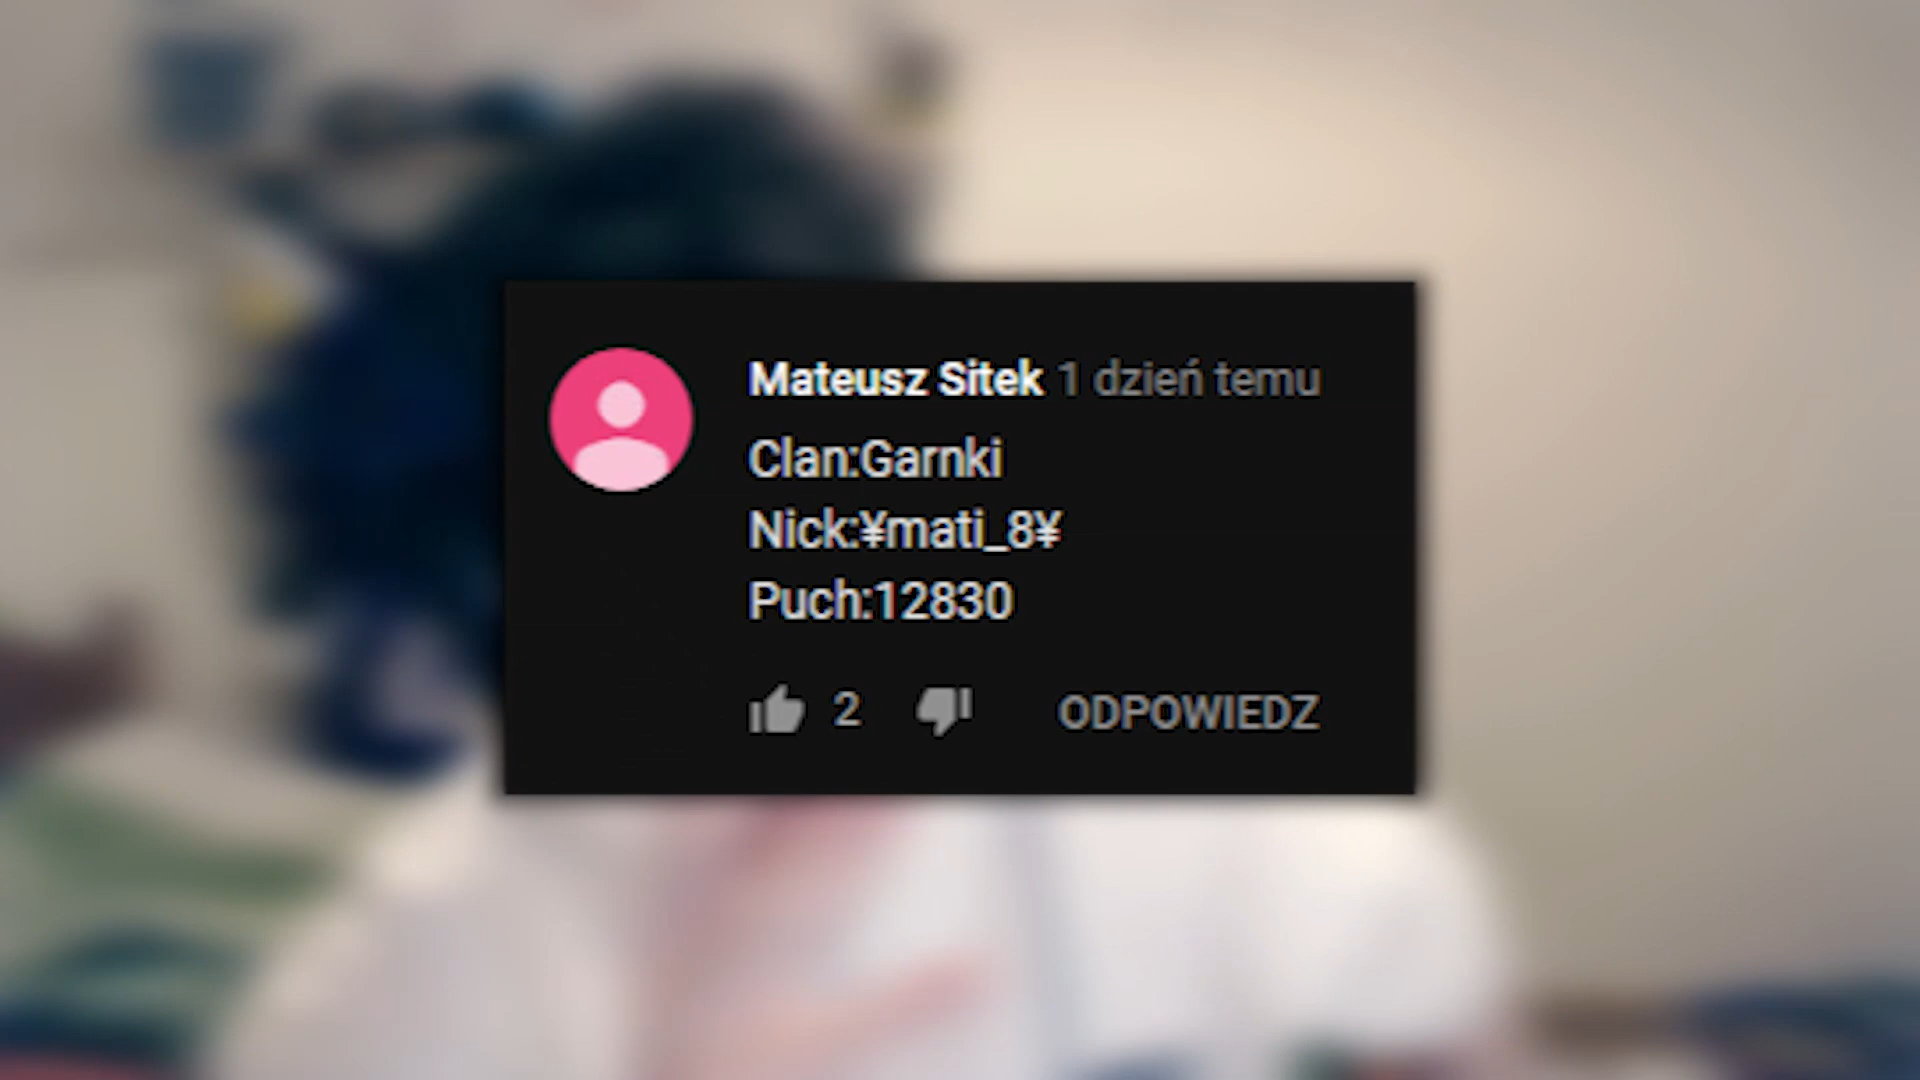 Mateusz Sitek 1 dzień temu
Clan:Garnki
Nick:¥mati_8¥
Puch:12830
2 ODPOWIEDZ